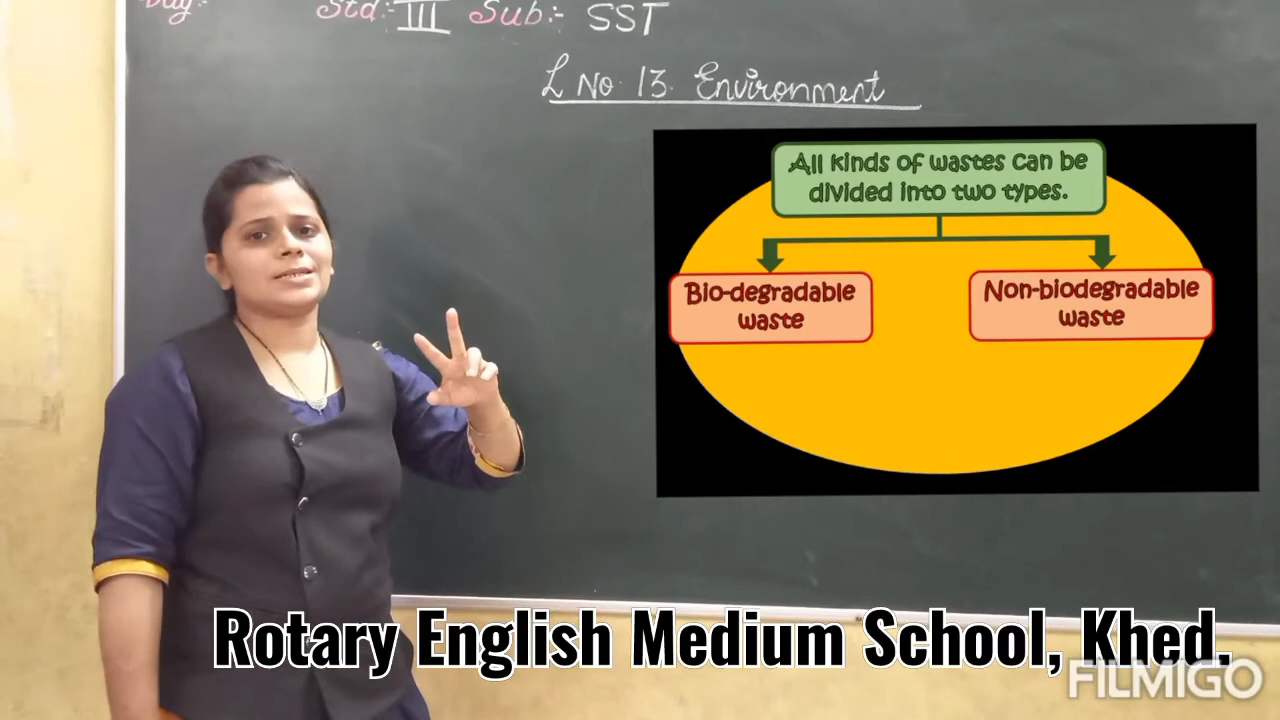 Day:- Std:- III Sub:- SST
L No. 13. Environment
All kinds of wastes can be
divided into two types.
Bio-degradable
waste
Non-biodegradable
waste
Rotary English Medium School, Khed.
FILMIGO